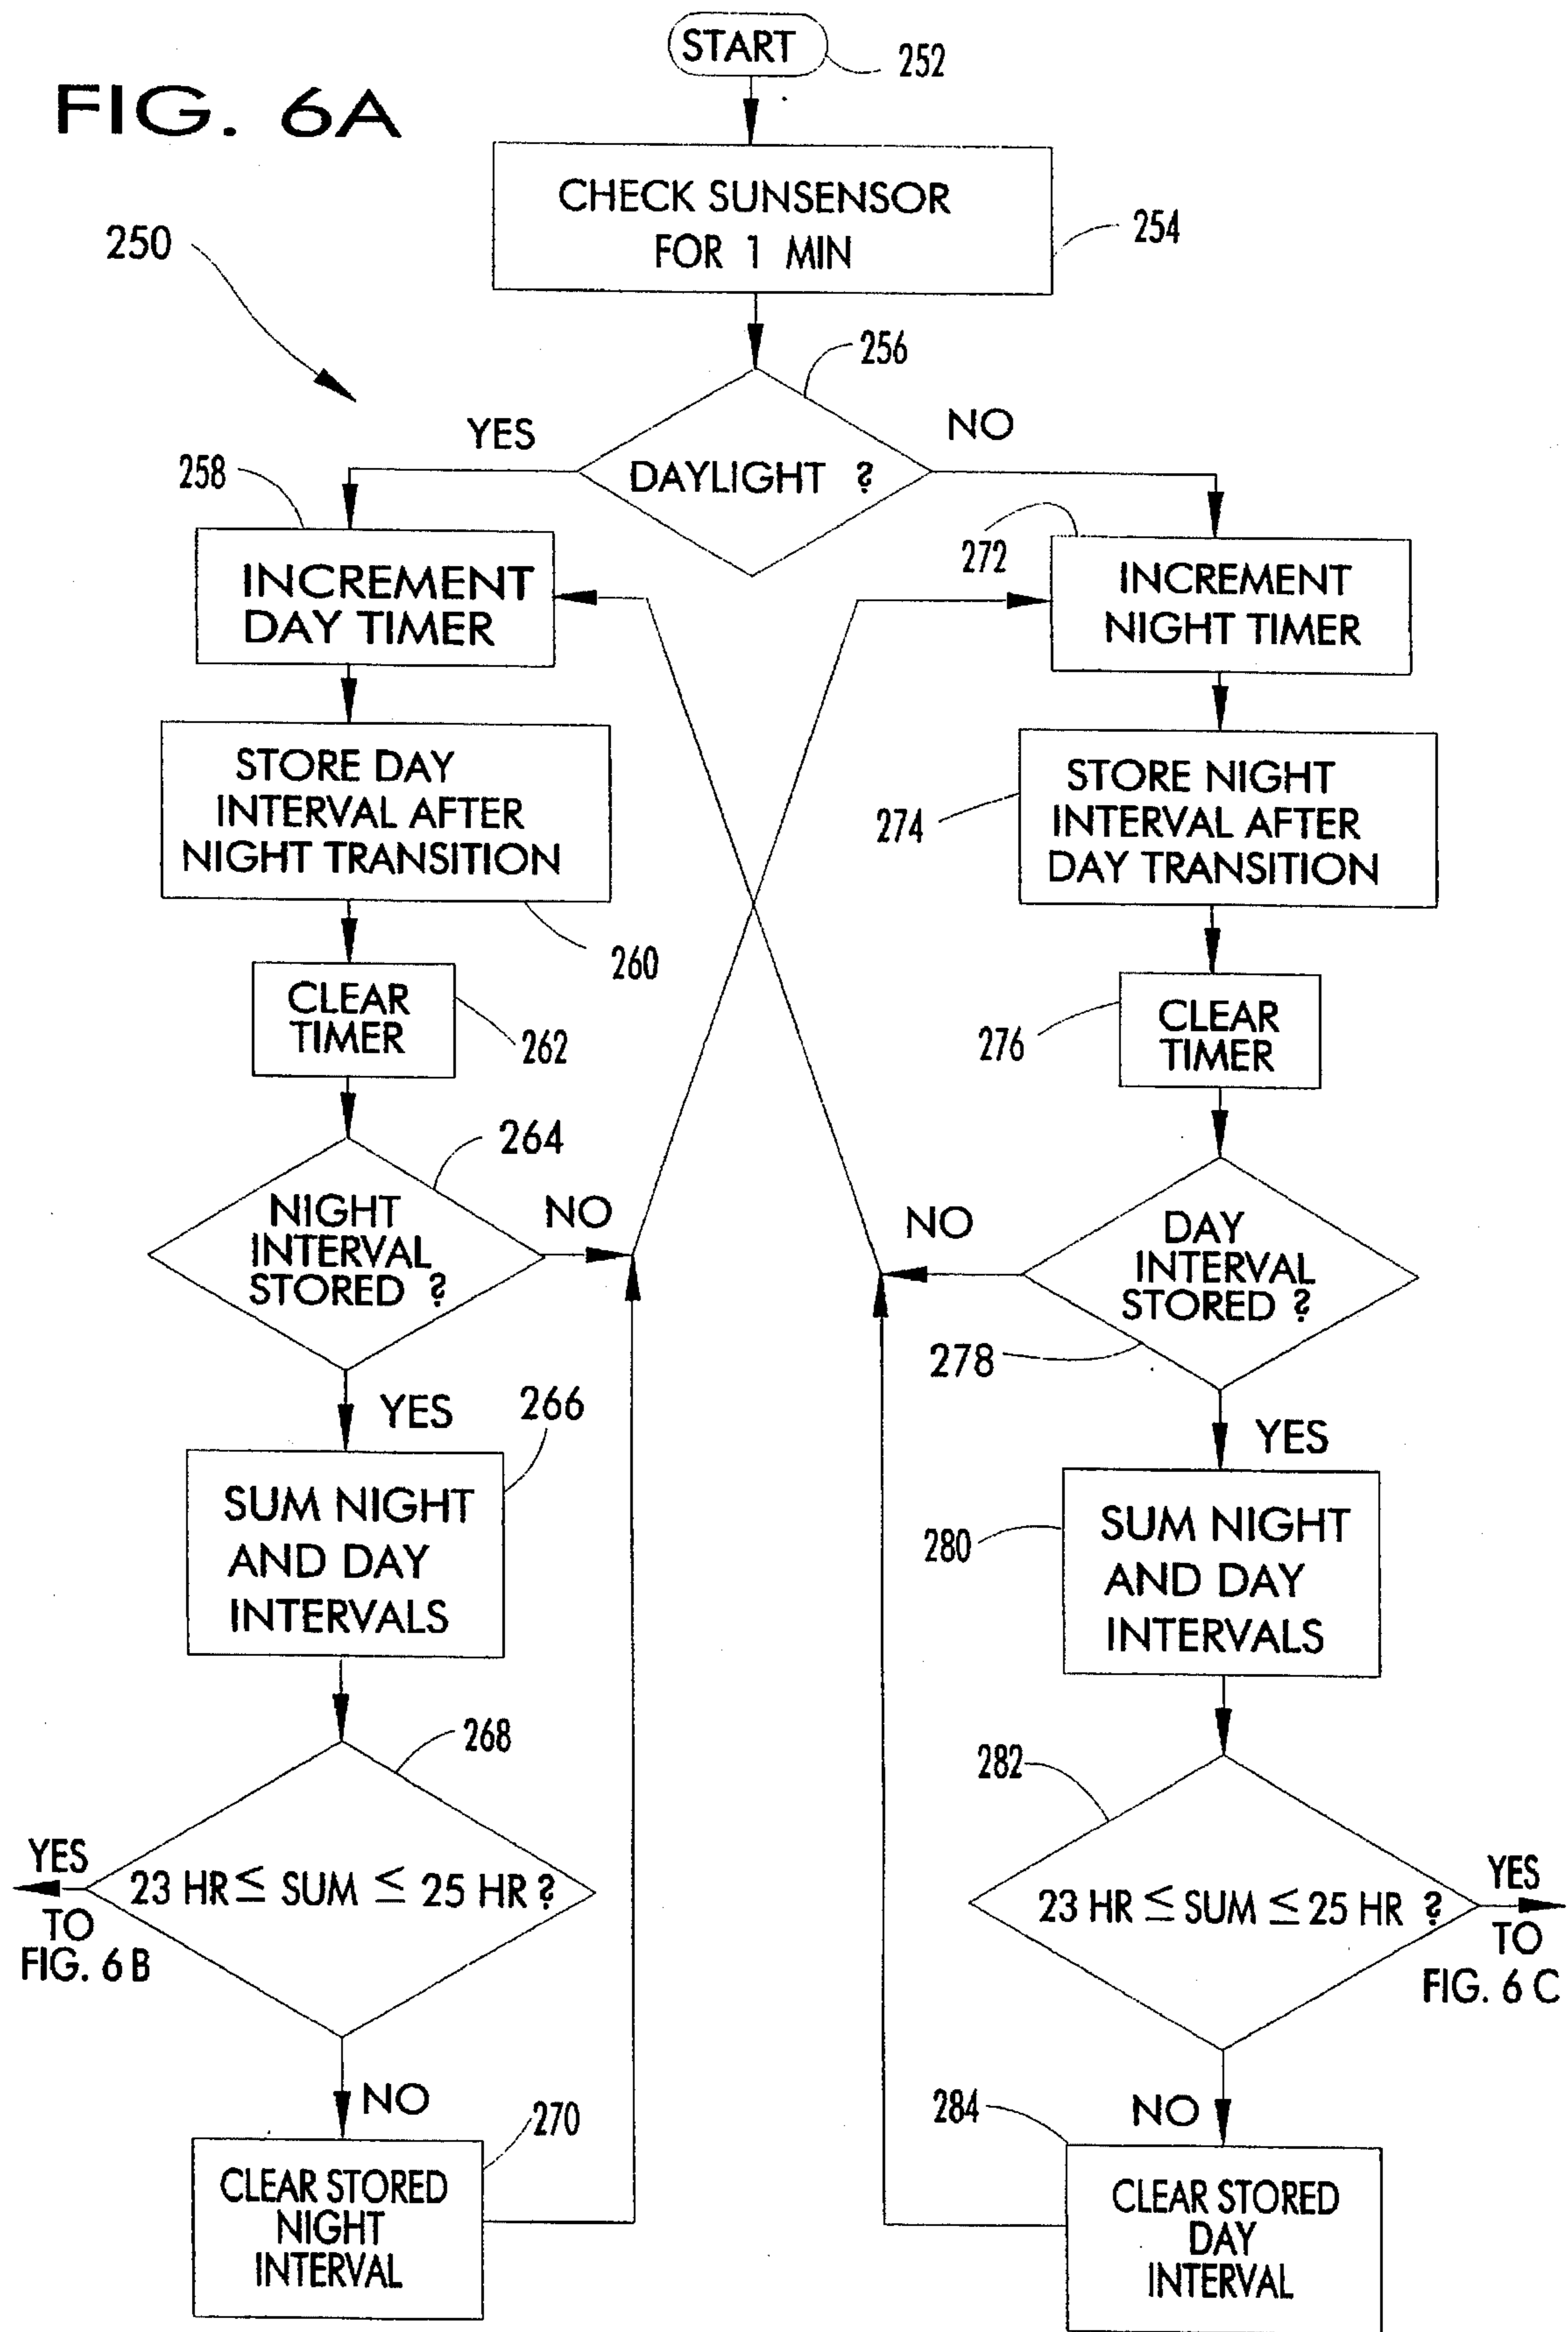 START
252
FIG. 6A
CHECK SUNSENSOR
FOR 1 MIN
254
250
256
YES
NO
DAYLIGHT ?
258
272
INCREMENT
DAY TIMER
INCREMENT
NIGHT TIMER
STORE DAY
INTERVAL AFTER
NIGHT TRANSITION
260
STORE NIGHT
INTERVAL AFTER
DAY TRANSITION
274
CLEAR
TIMER
262
CLEAR
TIMER
276
264
NIGHT
INTERVAL
STORED ?
NO
NO
DAY
INTERVAL
STORED ?
278
YES
266
YES
SUM NIGHT
AND DAY
INTERVALS
280
SUM NIGHT
AND DAY
INTERVALS
268
282
YES
TO
FIG. 6B
23 HR ≤ SUM ≤ 25 HR ?
23 HR ≤ SUM ≤ 25 HR ?
YES
TO
FIG. 6 C
NO
270
NO
284
CLEAR STORED
NIGHT
INTERVAL
CLEAR STORED
DAY
INTERVAL